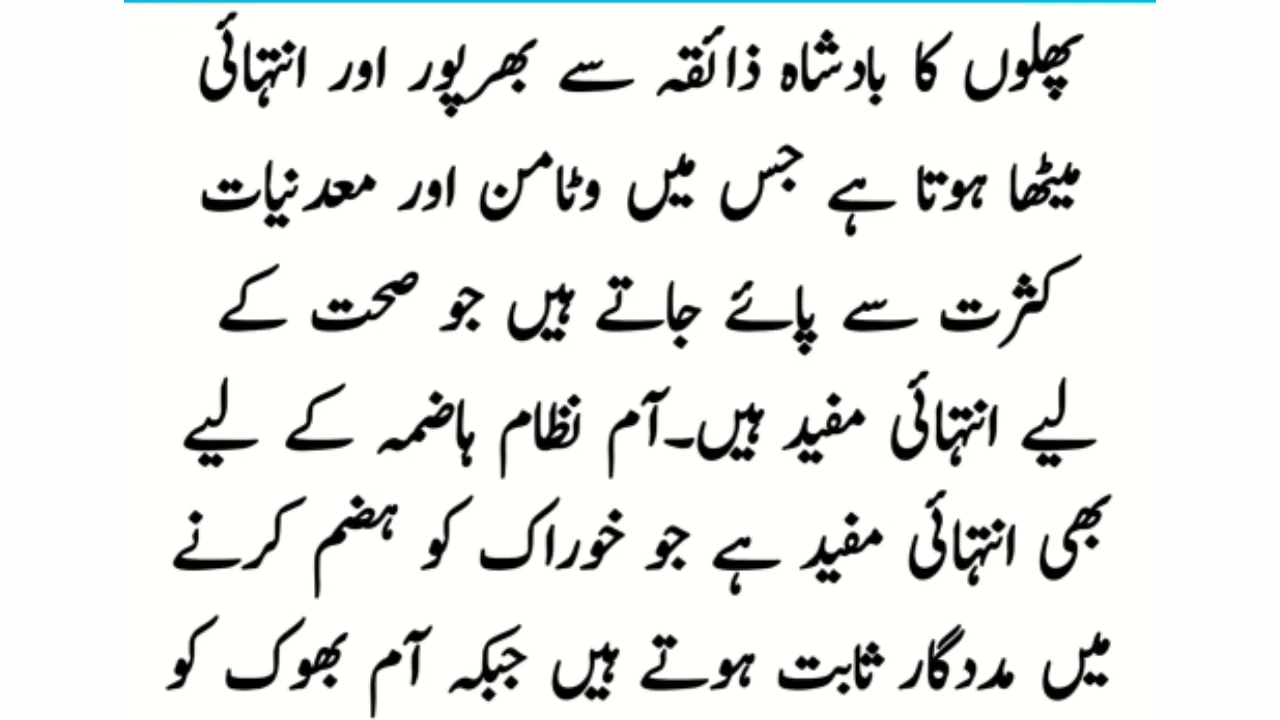 پھلوں کا بادشاہ ذائقہ سے بھرپور اور انتہائی
میٹھا ہوتا ہے جس میں وٹامن اور معدنیات
کثرت سے پائے جاتے ہیں جو صحت کے
لیے انتہائی مفید ہیں۔آم نظام ہاضمہ کے لیے
بھی انتہائی مفید ہے جو خوراک کو ہضم کرنے
میں مددگار ثابت ہوتے ہیں جبکہ آم بھوک کو